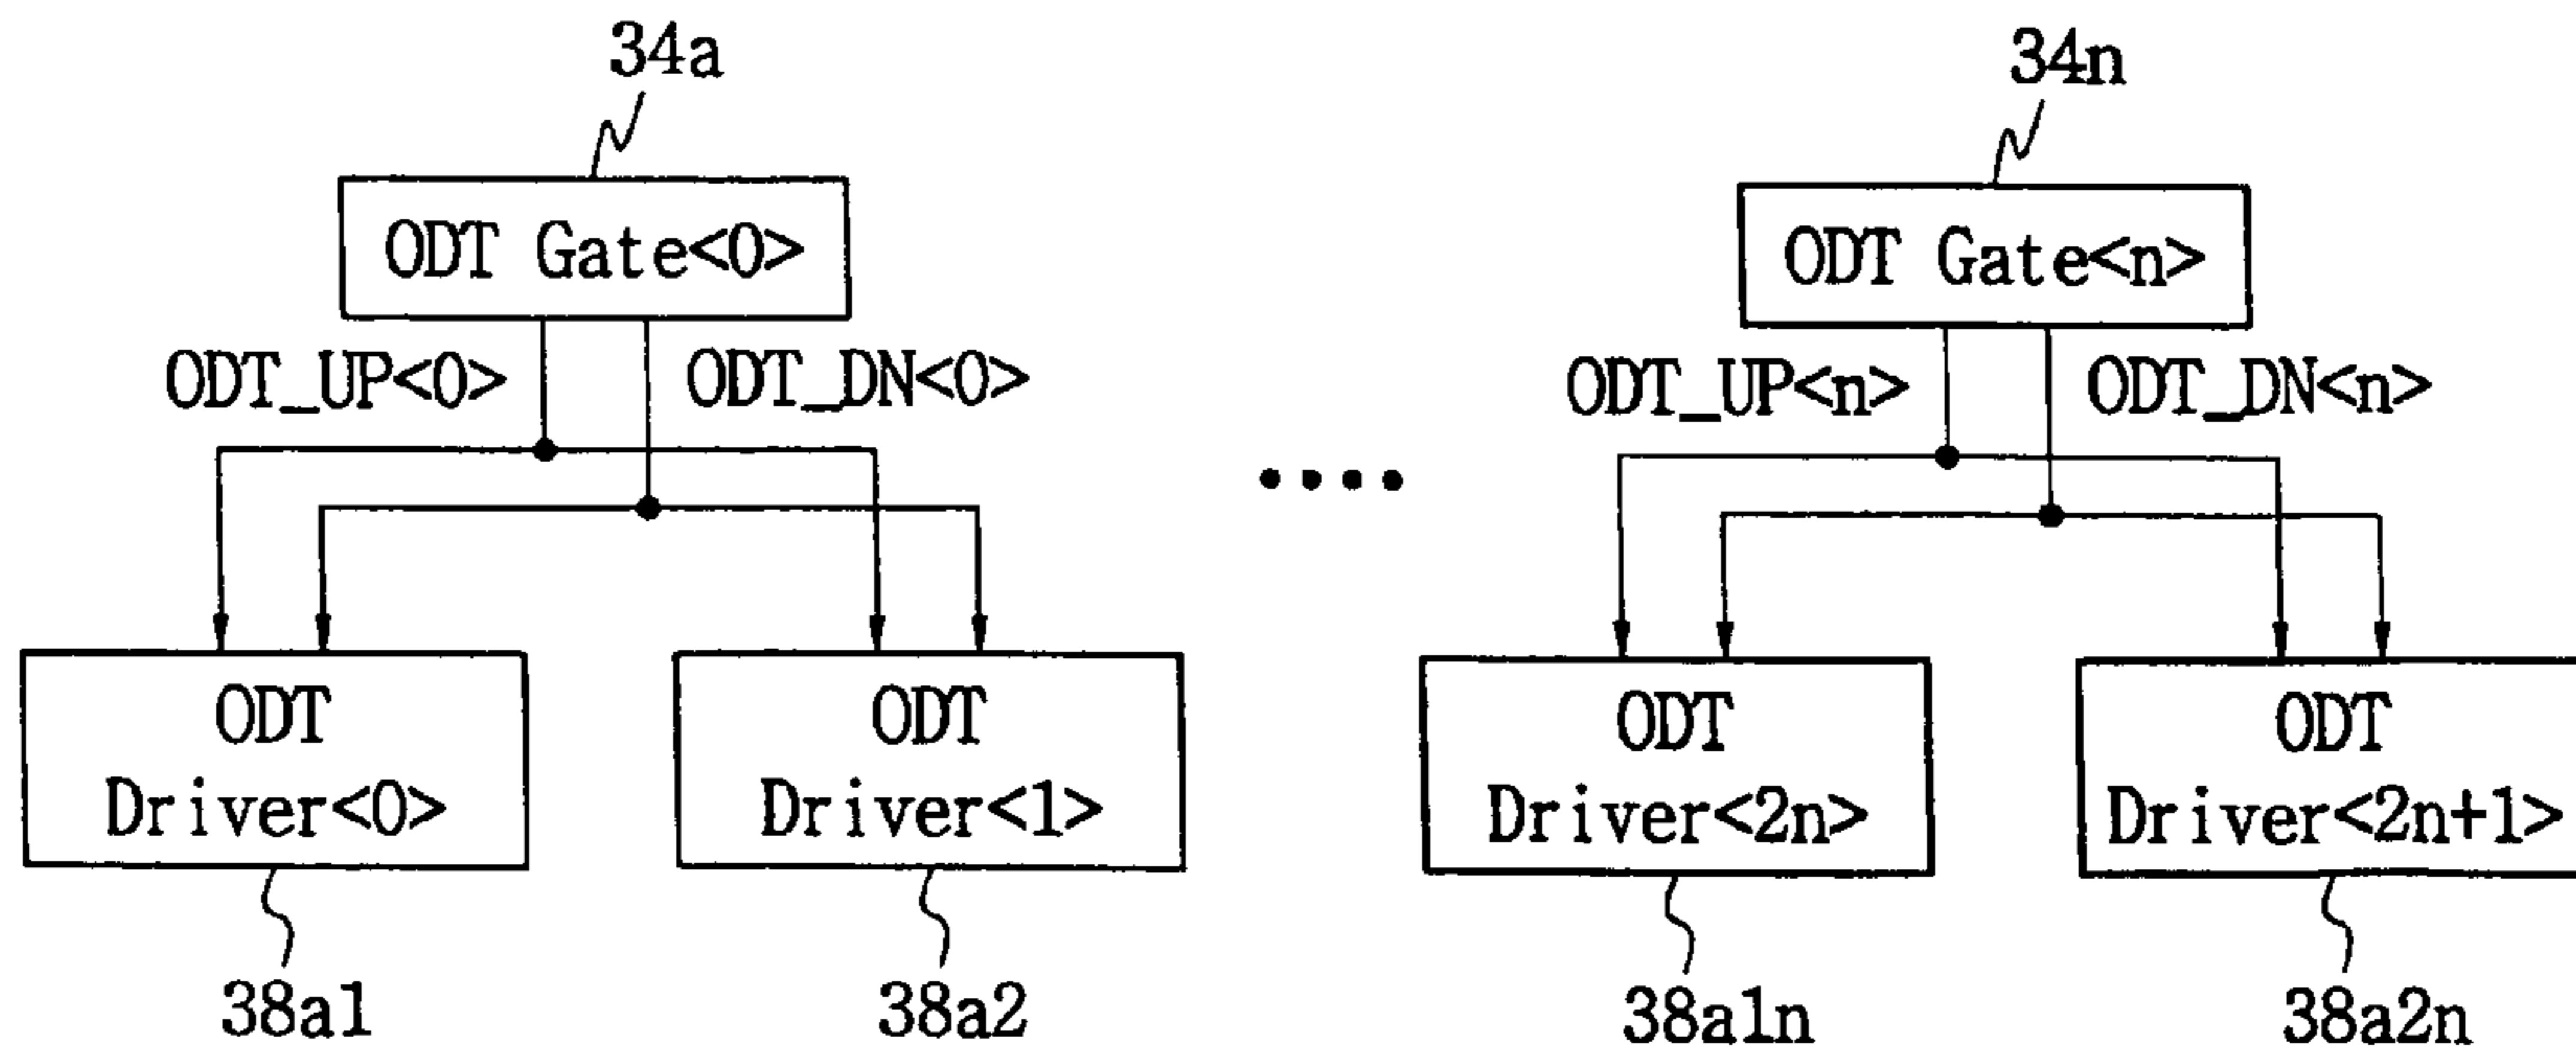 34a
34n
ODT Gate<0>
ODT Gate<n>
ODT_UP<0>
ODT_DN<0>
ODT_UP<n>
ODT_DN<n>
ODT
Driver<0>
ODT
Driver<1>
ODT
Driver<2n>
ODT
Driver<2n+1>
38a1
38a2
38a1n
38a2n